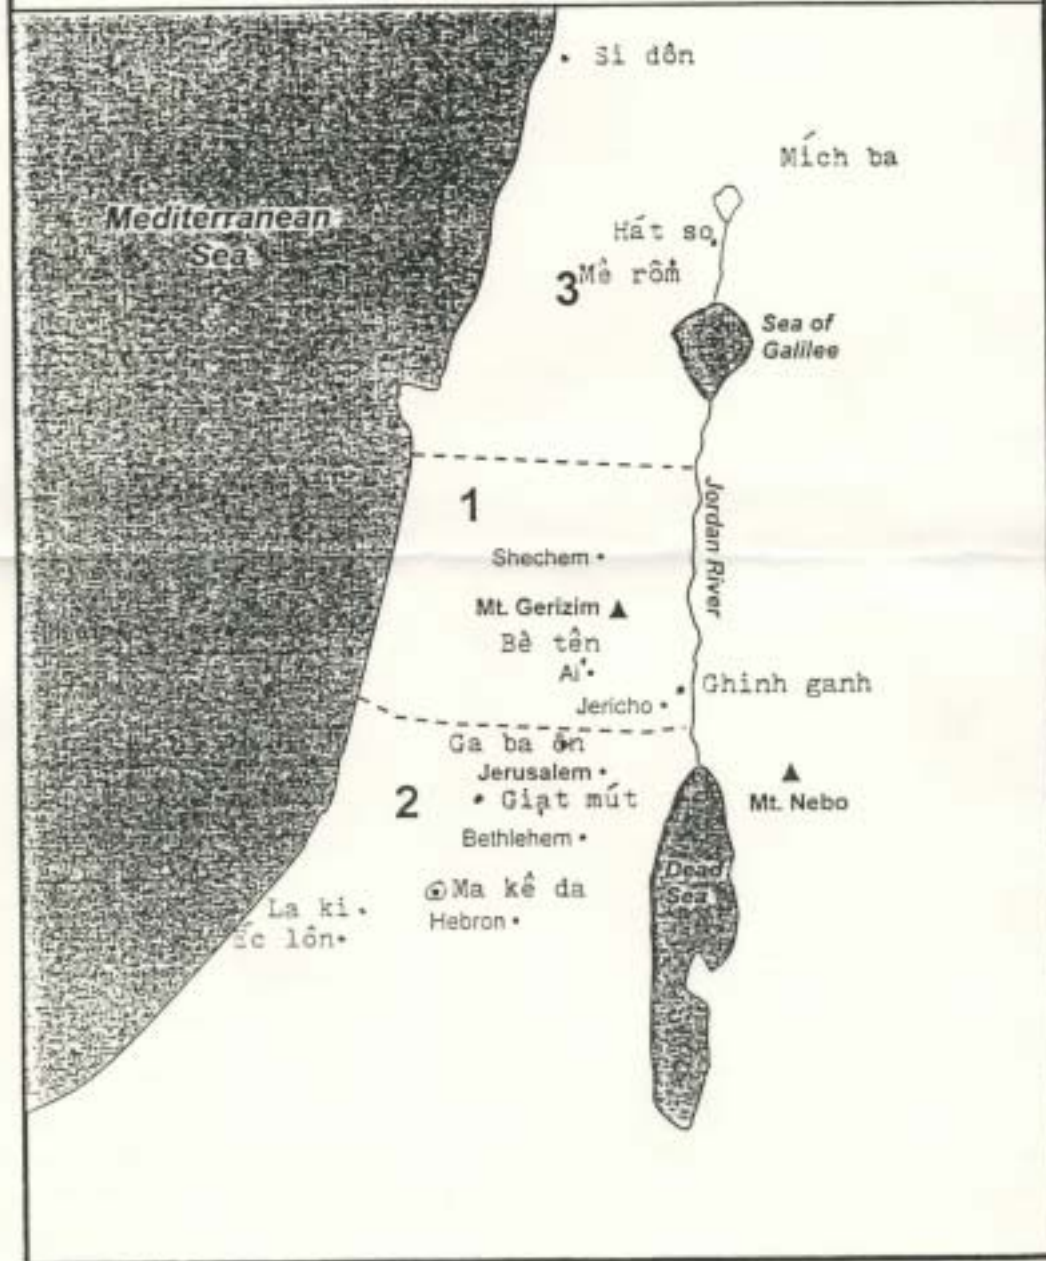 Si đôn
Mích ba
Mediterranean
Sea
Hát so
3
Mê rôm
Sea of
Galilee
1
Jordan River
Shechem
Mt. Gerizim
Bê tên
Ai
Ghinh ganh
Jericho
Ga ba ôn
Jerusalem
Mt. Nebo
2
Giạt mút
Bethlehem
Dead
Sea
Ma kê đa
La ki
Hebron
lôn